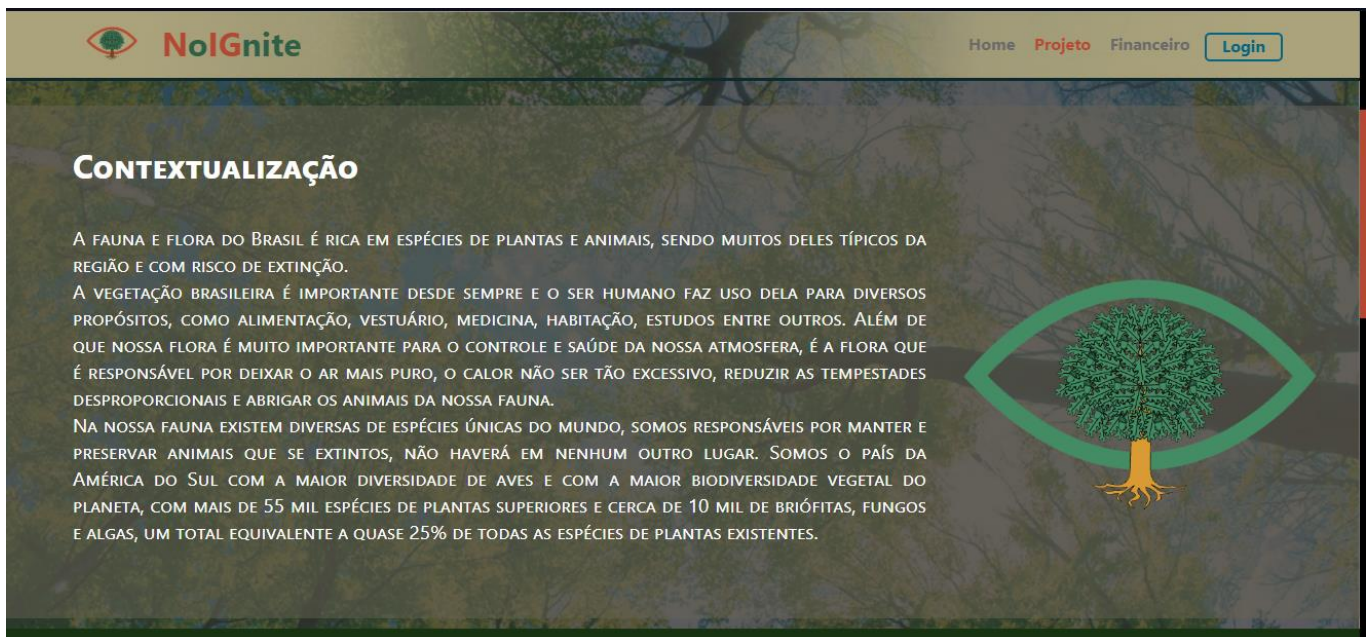 NoIGnite
Home Projeto Financeiro Login
Contextualização
A fauna e flora do Brasil é rica em espécies de plantas e animais, sendo muitos deles típicos da
região e com risco de extinção.
A vegetação brasileira é importante desde sempre e o ser humano faz uso dela para diversos
propósitos, como alimentação, vestuário, medicina, habitação, estudos entre outros. Além de
que nossa flora é muito importante para o controle e saúde da nossa atmosfera, é a flora que
é responsável por deixar o ar mais puro, o calor não ser tão excessivo, reduzir as tempestades
desproporcionais e abrigar os animais da nossa fauna.
Na nossa fauna existem diversas de espécies únicas do mundo, somos responsáveis por manter e
preservar animais que se extintos, não haverá em nenhum outro lugar. Somos o país da
América do Sul com a maior diversidade de aves e com a maior biodiversidade vegetal do
planeta, com mais de 55 mil espécies de plantas superiores e cerca de 10 mil de briófitas, fungos
e algas, um total equivalente a quase 25% de todas as espécies de plantas existentes.